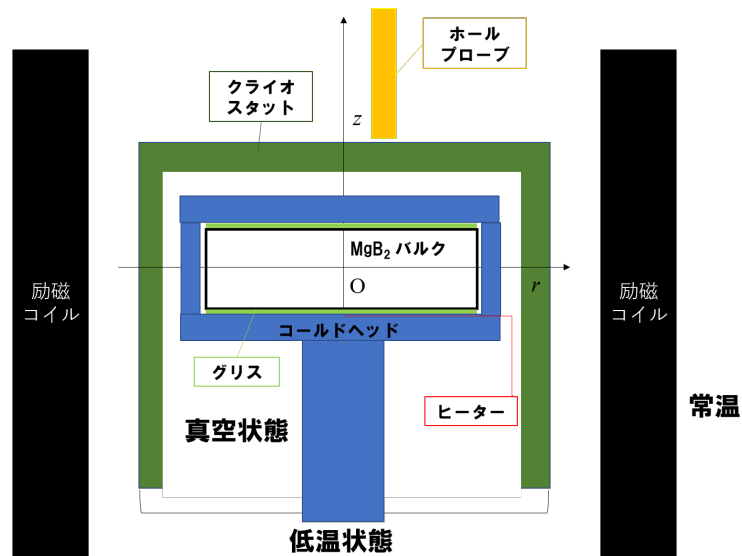 ホール
プローブ
z
クライオ
スタット
MgB₂ バルク
O
r
励磁
コイル
励磁
コイル
コールドヘッド
グリス
ヒーター
常温
真空状態
低温状態